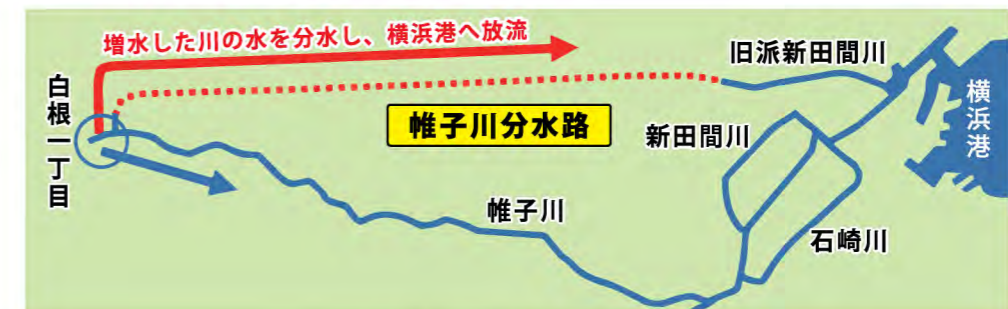 増水した川の水を分水し、横浜港へ放流
旧派新田間川
横浜港
白根一丁目
帷子川分水路
新田間川
帷子川
石崎川